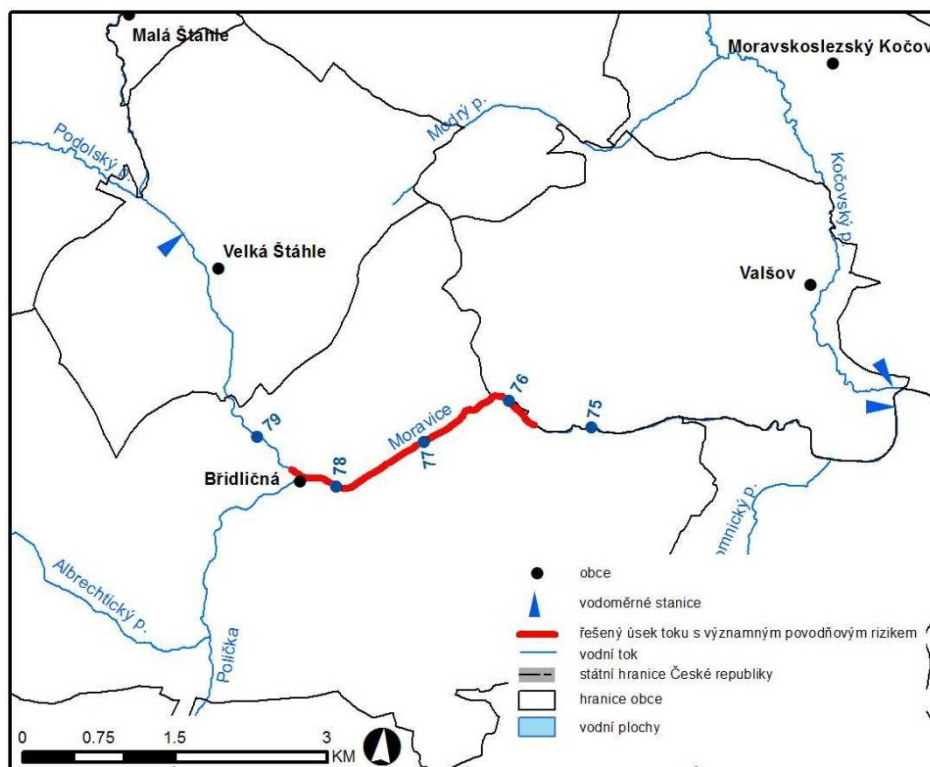 Malá Štáhle
Moravskoslezský Kočov
Modrý p.
Podolský p.
Kočovský p.
Velká Štáhle
Valšov
76
75
79
Moravice
77
78
Břidličná
omnický p.
Albrechtický p.
Polička
obce
vodoměrné stanice
řešený úsek toku s významným povodňovým rizikem
vodní tok
státní hranice České republiky
hranice obce
vodní plochy
0 0.75 1.5 3
KM